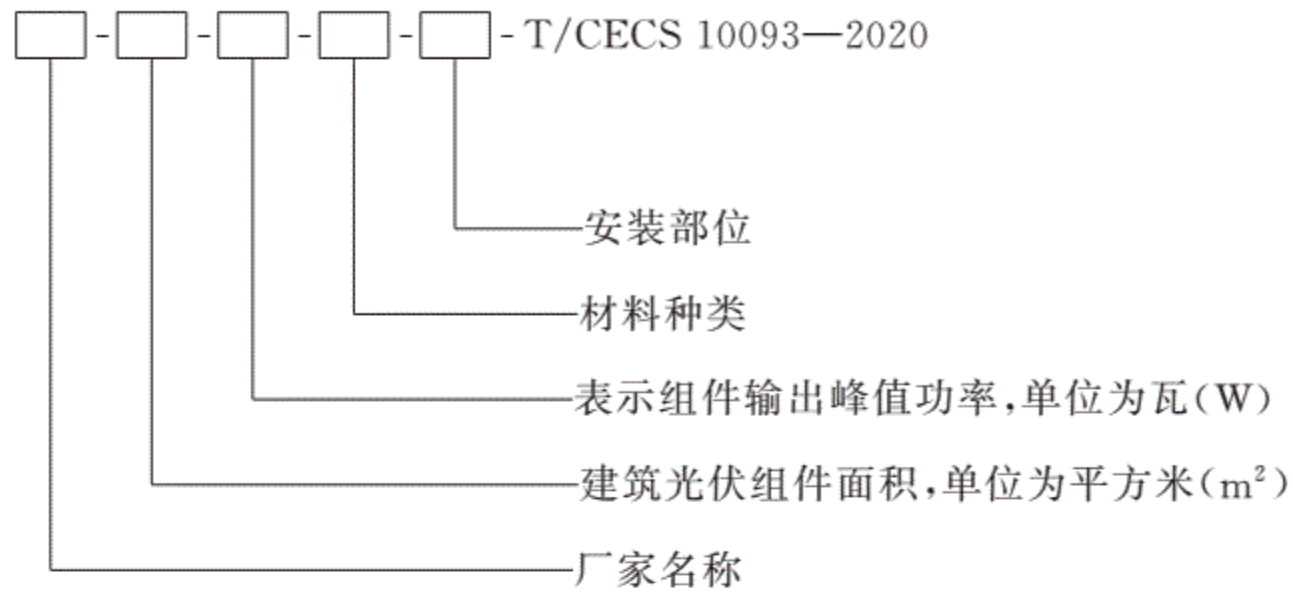 - - - - - T/CECS 10093—2020
安装部位
材料种类
表示组件输出峰值功率,单位为瓦(W)
建筑光伏组件面积,单位为平方米(m²)
厂家名称